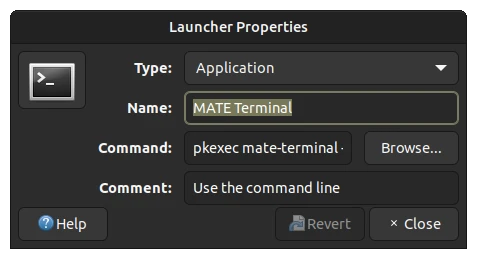 Launcher Properties
Type: Application
Name: MATE Terminal
Command: pkexec mate-terminal - Browse...
Comment: Use the command line
Help Revert × Close